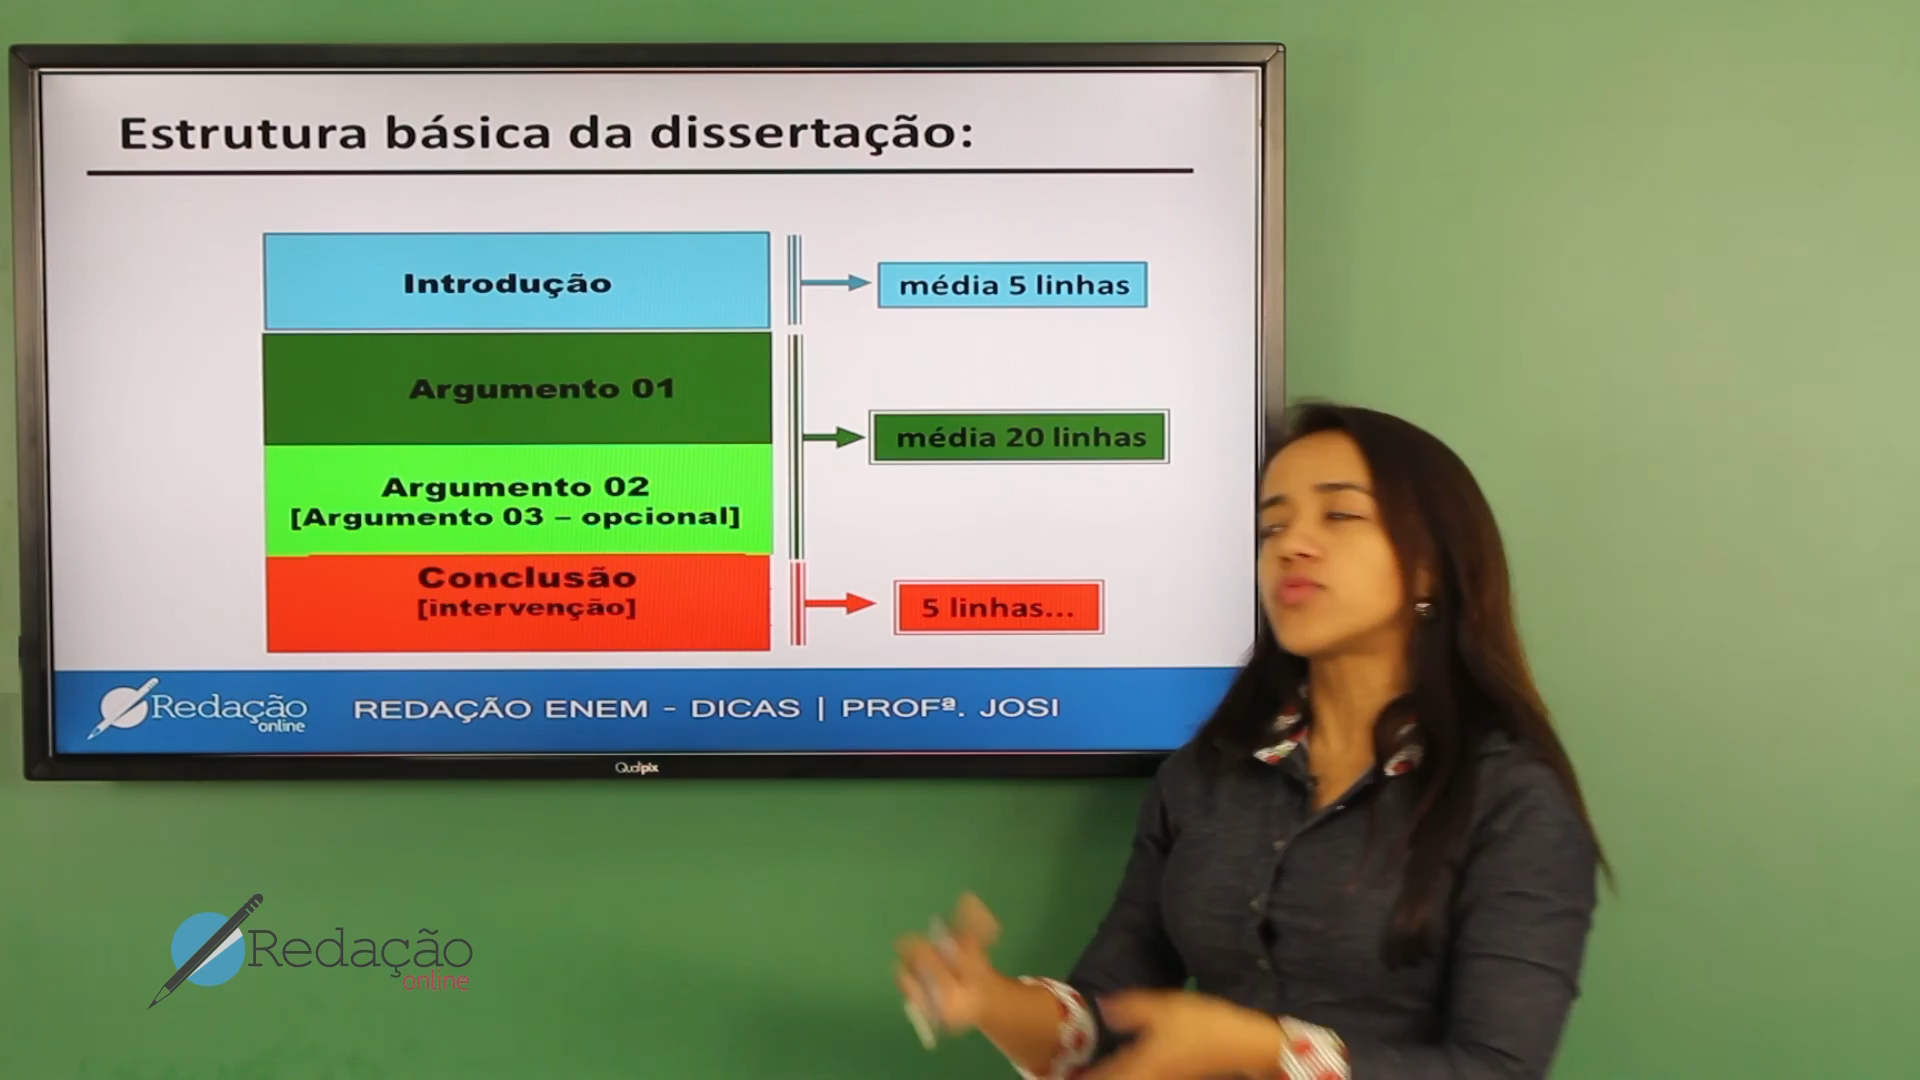 Estrutura básica da dissertação:
Introdução
média 5 linhas
Argumento 01
média 20 linhas
Argumento 02
[Argumento 03 – opcional]
Conclusão
[intervenção]
5 linhas...
Redação
online
REDAÇÃO ENEM - DICAS | PROFª. JOSI
Qualipix
Redação
online